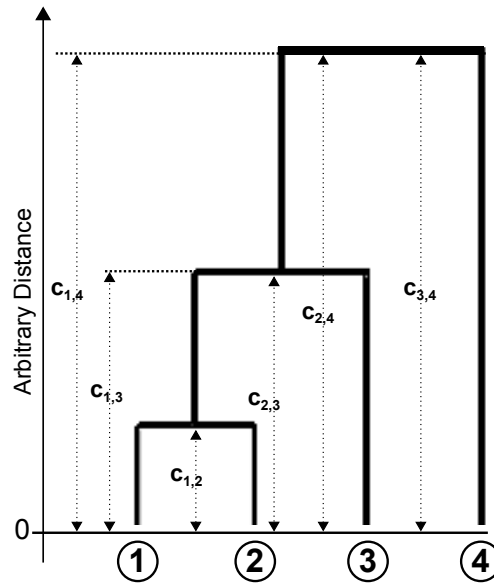 Arbitrary Distance
c1,4
c2,4
c3,4
c1,3
c2,3
c1,2
0
1 2 3 4